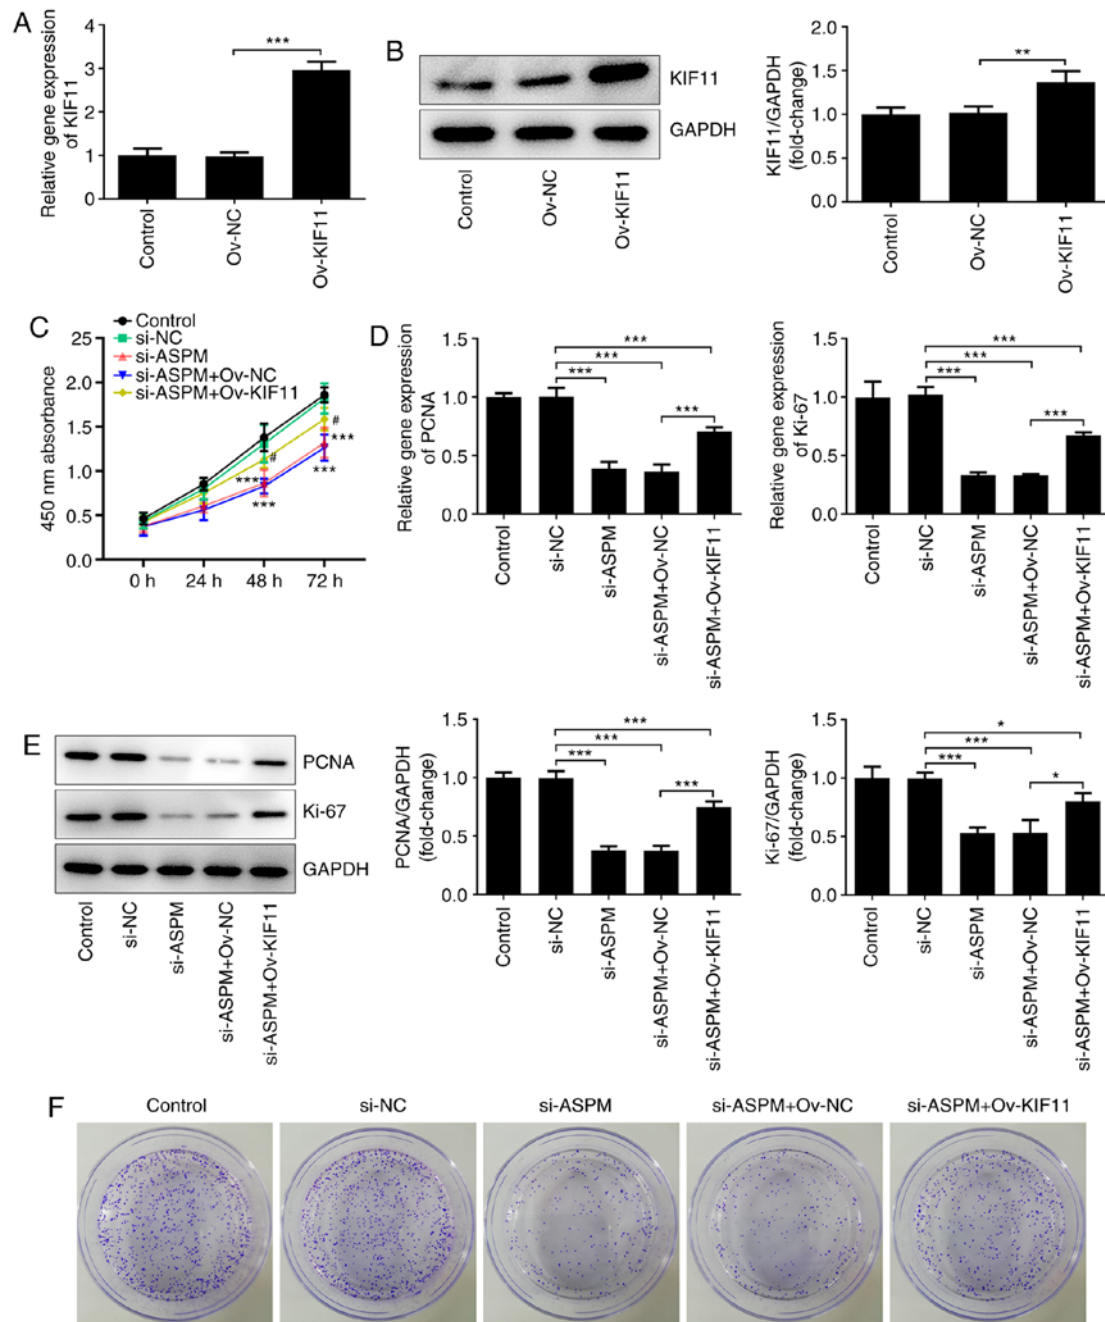 A
Relative gene expression
of KIF11
4
3
2
1
0
***
Control
Ov-NC
Ov-KIF11
B
KIF11
GAPDH
Control
Ov-NC
Ov-KIF11
KIF11/GAPDH
(fold-change)
2.0
1.5
1.0
0.5
0.0
**
Control
Ov-NC
Ov-KIF11
C
Control
si-NC
si-ASPM
si-ASPM+Ov-NC
si-ASPM+Ov-KIF11
450 nm absorbance
25
2.0
1.5
1.0
0.5
0.0
#
***
***
#
***
***
0 h
24 h
48 h
72 h
D
Relative gene expression
of PCNA
1.5
1.0
0.5
0.0
***
***
***
***
Control
si-NC
si-ASPM
si-ASPM+Ov-NC
si-ASPM+Ov-KIF11
Relative gene expression
of Ki-67
1.5
1.0
0.5
0.0
***
***
***
***
Control
si-NC
si-ASPM
si-ASPM+Ov-NC
si-ASPM+Ov-KIF11
E
PCNA
Ki-67
GAPDH
Control
si-NC
si-ASPM
si-ASPM+Ov-NC
si-ASPM+Ov-KIF11
PCNA/GAPDH
(fold-change)
1.5
1.0
0.5
0.0
***
***
***
***
Control
si-NC
si-ASPM
si-ASPM+Ov-NC
si-ASPM+Ov-KIF11
Ki-67/GAPDH
(fold-change)
1.5
1.0
0.5
0.0
*
***
***
*
Control
si-NC
si-ASPM
si-ASPM+Ov-NC
si-ASPM+Ov-KIF11
F
Control
si-NC
si-ASPM
si-ASPM+Ov-NC
si-ASPM+Ov-KIF11